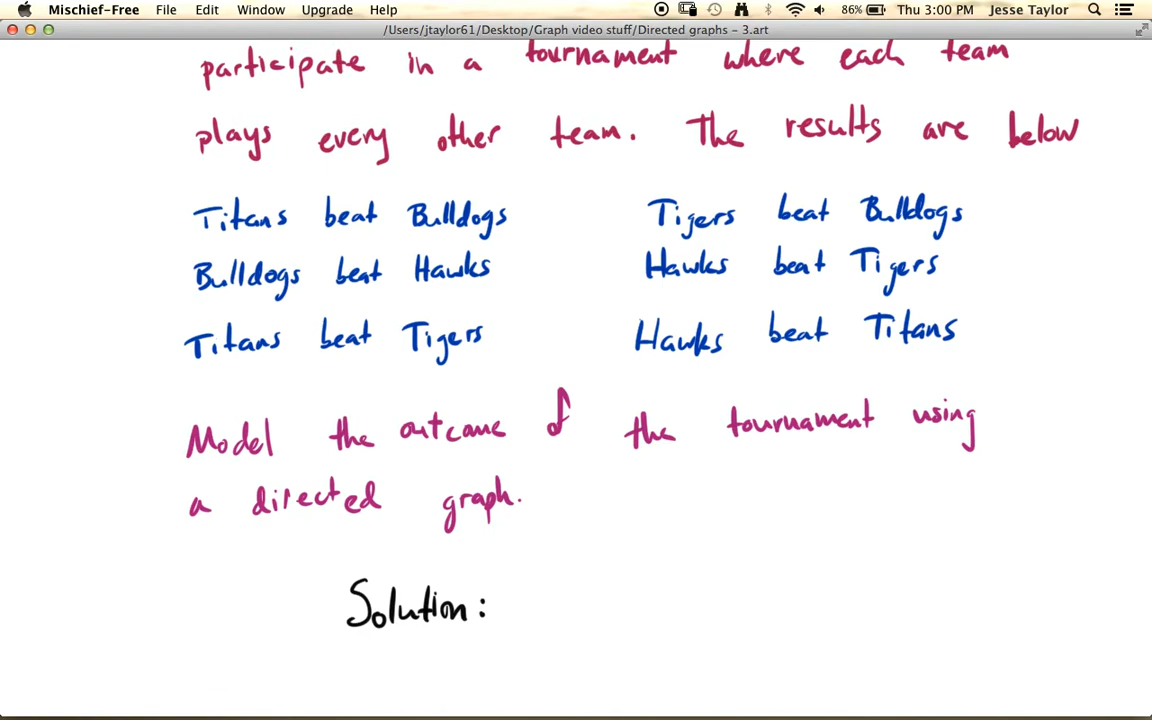 Mischief-Free File Edit Window Upgrade Help 86% Thu 3:00 PM Jesse Taylor
/Users/jtaylor61/Desktop/Graph video stuff/Directed graphs – 3.art
participate in a tournament where each team
plays every other team. The results are below
Titans beat Bulldogs Tigers beat Bulldogs
Bulldogs beat Hawks Hawks beat Tigers
Titans beat Tigers Hawks beat Titans
Model the outcome of the tournament using
a directed graph.
Solution: